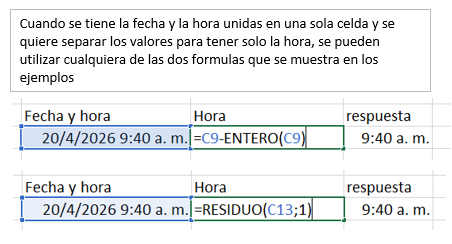 Cuando se tiene la fecha y la hora unidas en una sola celda y se
quiere separar los valores para tener solo la hora, se pueden
utilizar cualquiera de las dos formulas que se muestra en los
ejemplos
Fecha y hora Hora respuesta
20/4/2026 9:40 a. m. =C9-ENTERO(C9) 9:40 a. m.
Fecha y hora Hora respuesta
20/4/2026 9:40 a. m. =RESIDUO(C13;1) 9:40 a. m.